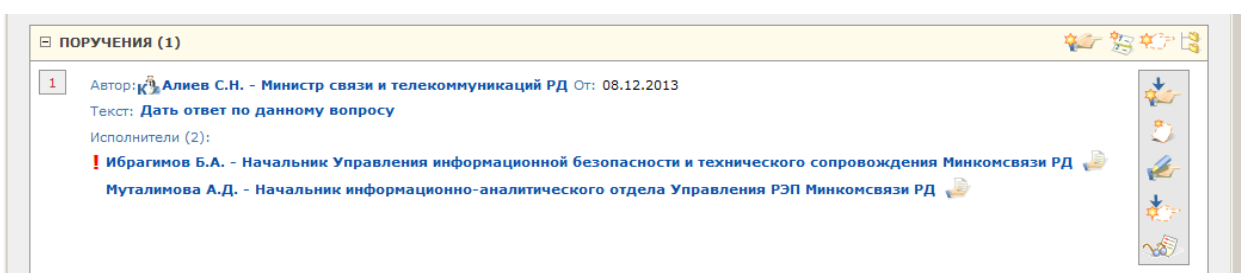 ПОРУЧЕНИЯ (1)
1
Автор: К Алиев С.Н. - Министр связи и телекоммуникаций РД От: 08.12.2013
Текст: Дать ответ по данному вопросу
Исполнители (2):
! Ибрагимов Б.А. - Начальник Управления информационной безопасности и технического сопровождения Минкомсвязи РД
Муталимова А.Д. - Начальник информационно-аналитического отдела Управления РЭП Минкомсвязи РД